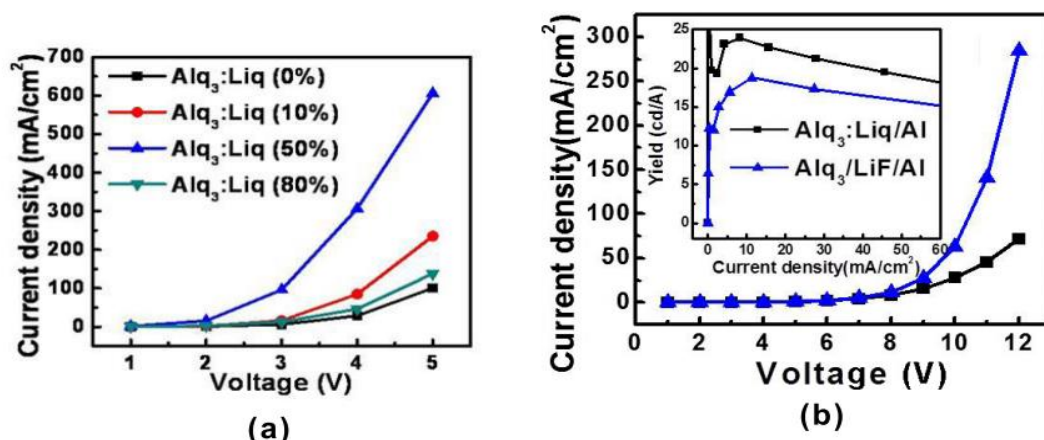 700
600
500
400
300
200
100
0
Current density (mA/cm²)
Alq₃:Liq (0%)
Alq₃:Liq (10%)
Alq₃:Liq (50%)
Alq₃:Liq (80%)
1 2 3 4 5
Voltage (V)
(a)
300
250
200
150
100
50
0
Current density(mA/cm²)
25
20
15
10
5
0
Yield (cd/A)
Alq₃:Liq/Al
Alq₃/LiF/Al
0 10 20 30 40 50 60
Current density(mA/cm²)
0 2 4 6 8 10 12
Voltage (V)
(b)